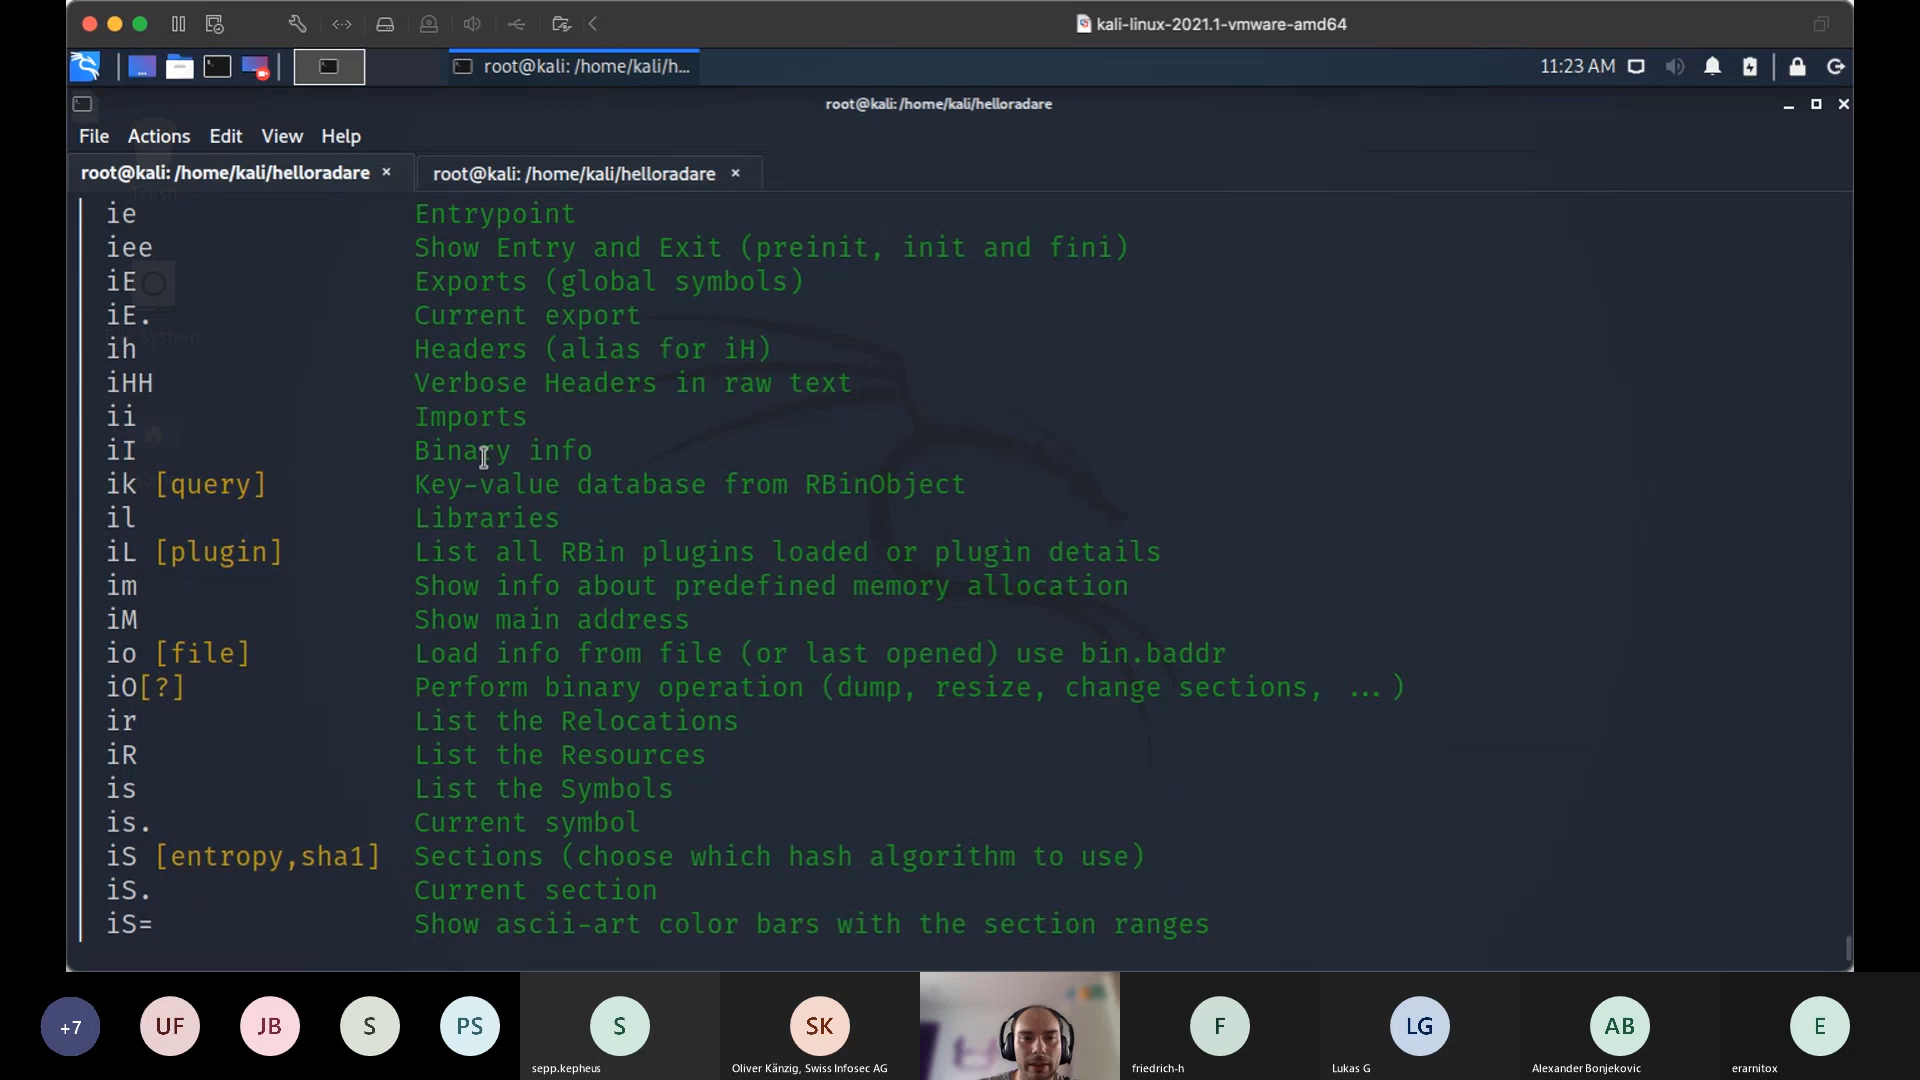 kali-linux-2021.1-vmware-amd64
root@kali: /home/kali/h...
11:23 AM
root@kali: /home/kali/helloradare
File Actions Edit View Help
root@kali: /home/kali/helloradare ×
root@kali: /home/kali/helloradare ×
ie Entrypoint
iee Show Entry and Exit (preinit, init and fini)
iE Exports (global symbols)
iE. Current export
ih Headers (alias for iH)
iHH Verbose Headers in raw text
ii Imports
iI Binary info
ik [query] Key-value database from RBinObject
il Libraries
iL [plugin] List all RBin plugins loaded or plugin details
im Show info about predefined memory allocation
iM Show main address
io [file] Load info from file (or last opened) use bin.baddr
iO[?] Perform binary operation (dump, resize, change sections, ...)
ir List the Relocations
iR List the Resources
is List the Symbols
is. Current symbol
iS [entropy,sha1] Sections (choose which hash algorithm to use)
iS. Current section
iS= Show ascii-art color bars with the section ranges
+7 UF JB S PS S SK F LG AB E
sepp.kepheus
Oliver Känzig, Swiss Infosec AG
friedrich-h
Lukas G
Alexander Bonjekovic
erarnitox